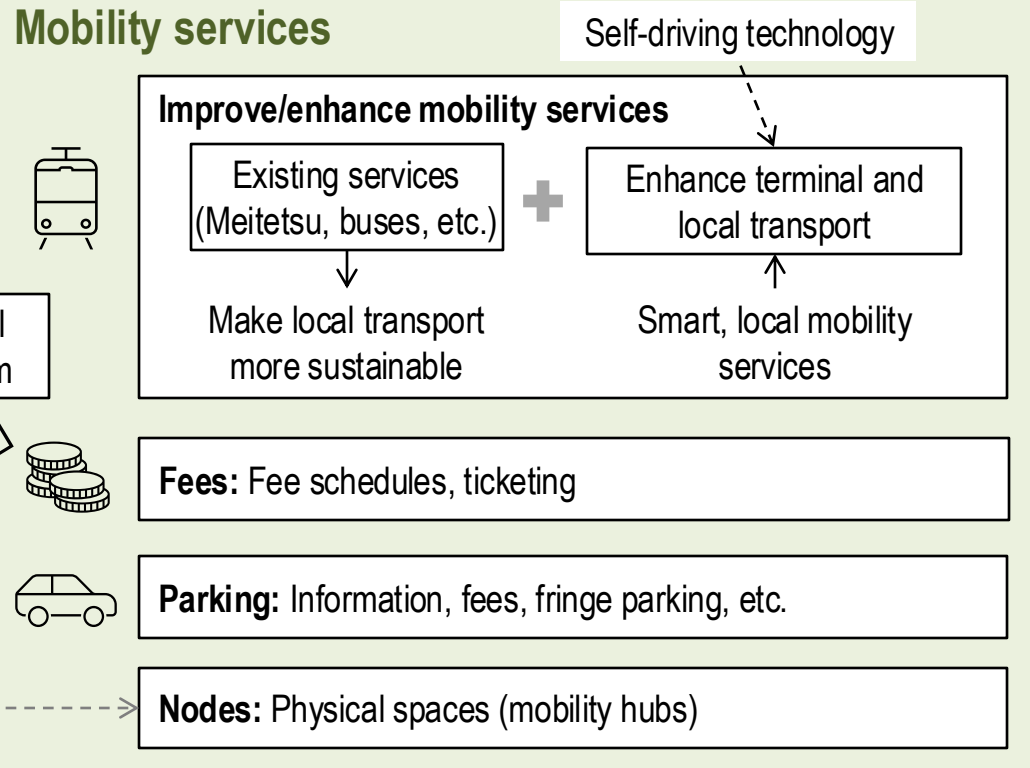 Mobility services
Self-driving technology
Improve/enhance mobility services
Existing services
(Meitetsu, buses, etc.)
Enhance terminal and
local transport
Make local transport
more sustainable
Smart, local mobility
services
Fees: Fee schedules, ticketing
Parking: Information, fees, fringe parking, etc.
Nodes: Physical spaces (mobility hubs)